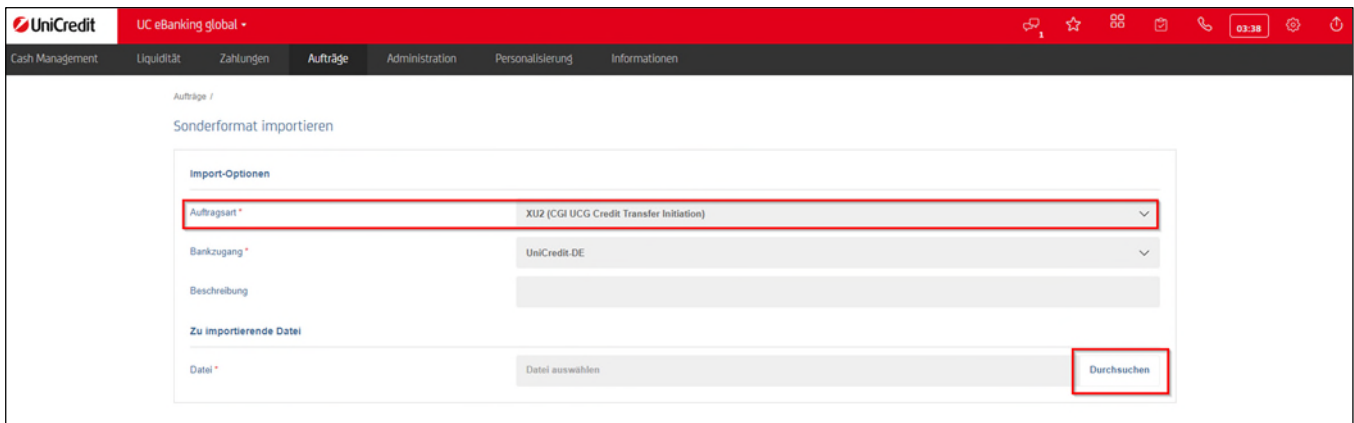 UniCredit UC eBanking global 1 03:38
Cash Management Liquidität Zahlungen Aufträge Administration Personalisierung Informationen
Aufträge /
Sonderformat importieren
Import-Optionen
Auftragsart * XU2 (CGI UCG Credit Transfer Initiation)
Bankzugang * UniCredit-DE
Beschreibung
Zu importierende Datei
Datei * Datei auswählen Durchsuchen